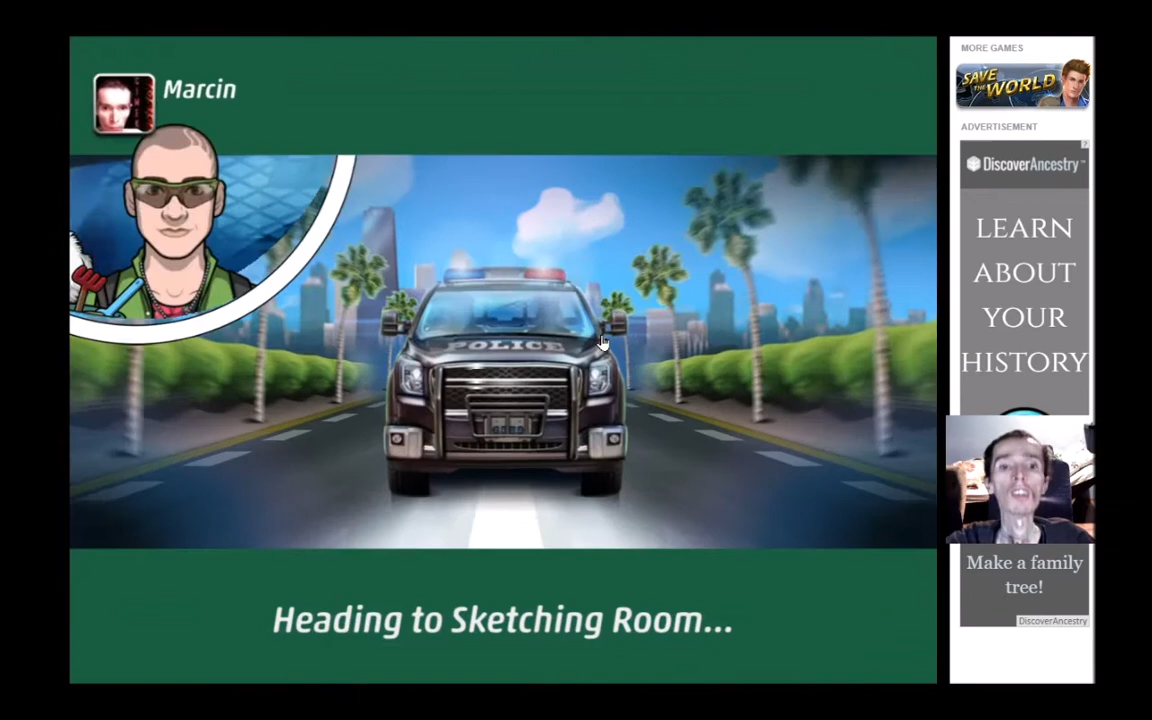 Marcin
POLICE
Heading to Sketching Room...
MORE GAMES
SAVE
THE WORLD
ADVERTISEMENT
DiscoverAncestry
LEARN
ABOUT
YOUR
HISTORY
Make a family
tree!
DiscoverAncestry